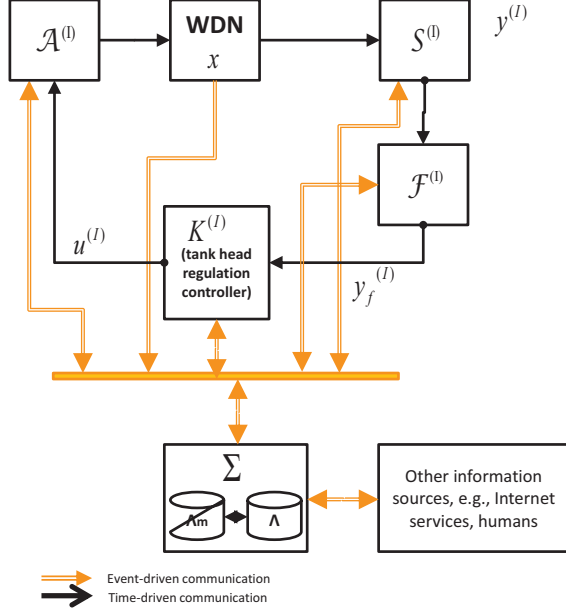 𝒜⁽ᴵ⁾
WDN
x
𝒮⁽ᴵ⁾
y⁽ᴵ⁾
ℱ⁽ᴵ⁾
K⁽ᴵ⁾
(tank head
regulation
controller)
u⁽ᴵ⁾
y_f⁽ᴵ⁾
Σ
Λm
Λ
Other information
sources, e.g., Internet
services, humans
Event-driven communication
Time-driven communication